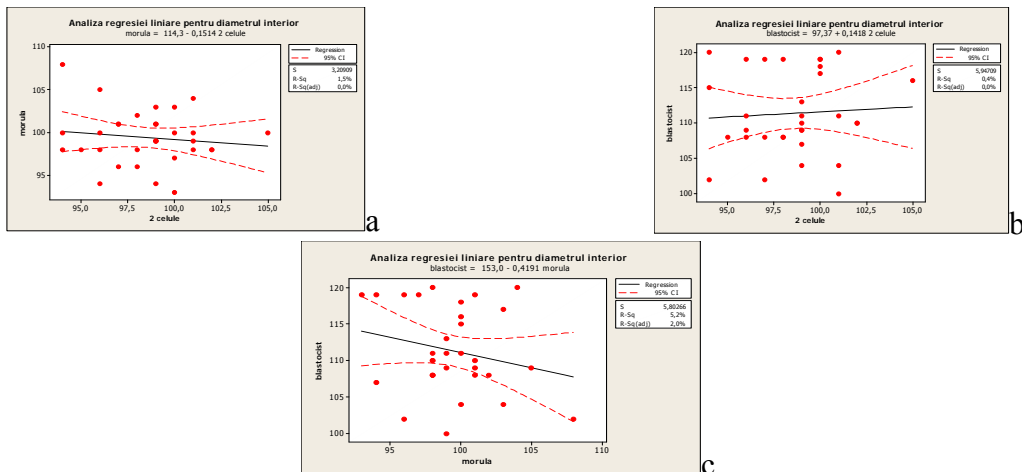 Analiza regresiei liniare pentru diametrul interior
morula = 114,3 - 0,1514 2 celule
110
105
100
95
morula
95,0 97,5 100,0 102,5 105,0
2 celule
Regression
95% CI
S 3,20909
R-Sq 1,5%
R-Sq(adj) 0,0%
a
Analiza regresiei liniare pentru diametrul interior
blastocist = 97,37 + 0,1418 2 celule
120
115
110
105
100
blastocist
95,0 97,5 100,0 102,5 105,0
2 celule
Regression
95% CI
S 5,94709
R-Sq 0,4%
R-Sq(adj) 0,0%
b
Analiza regresiei liniare pentru diametrul interior
blastocist = 153,0 - 0,4191 morula
120
115
110
105
100
blastocist
95 100 105 110
morula
Regression
95% CI
S 5,80266
R-Sq 5,2%
R-Sq(adj) 2,0%
c